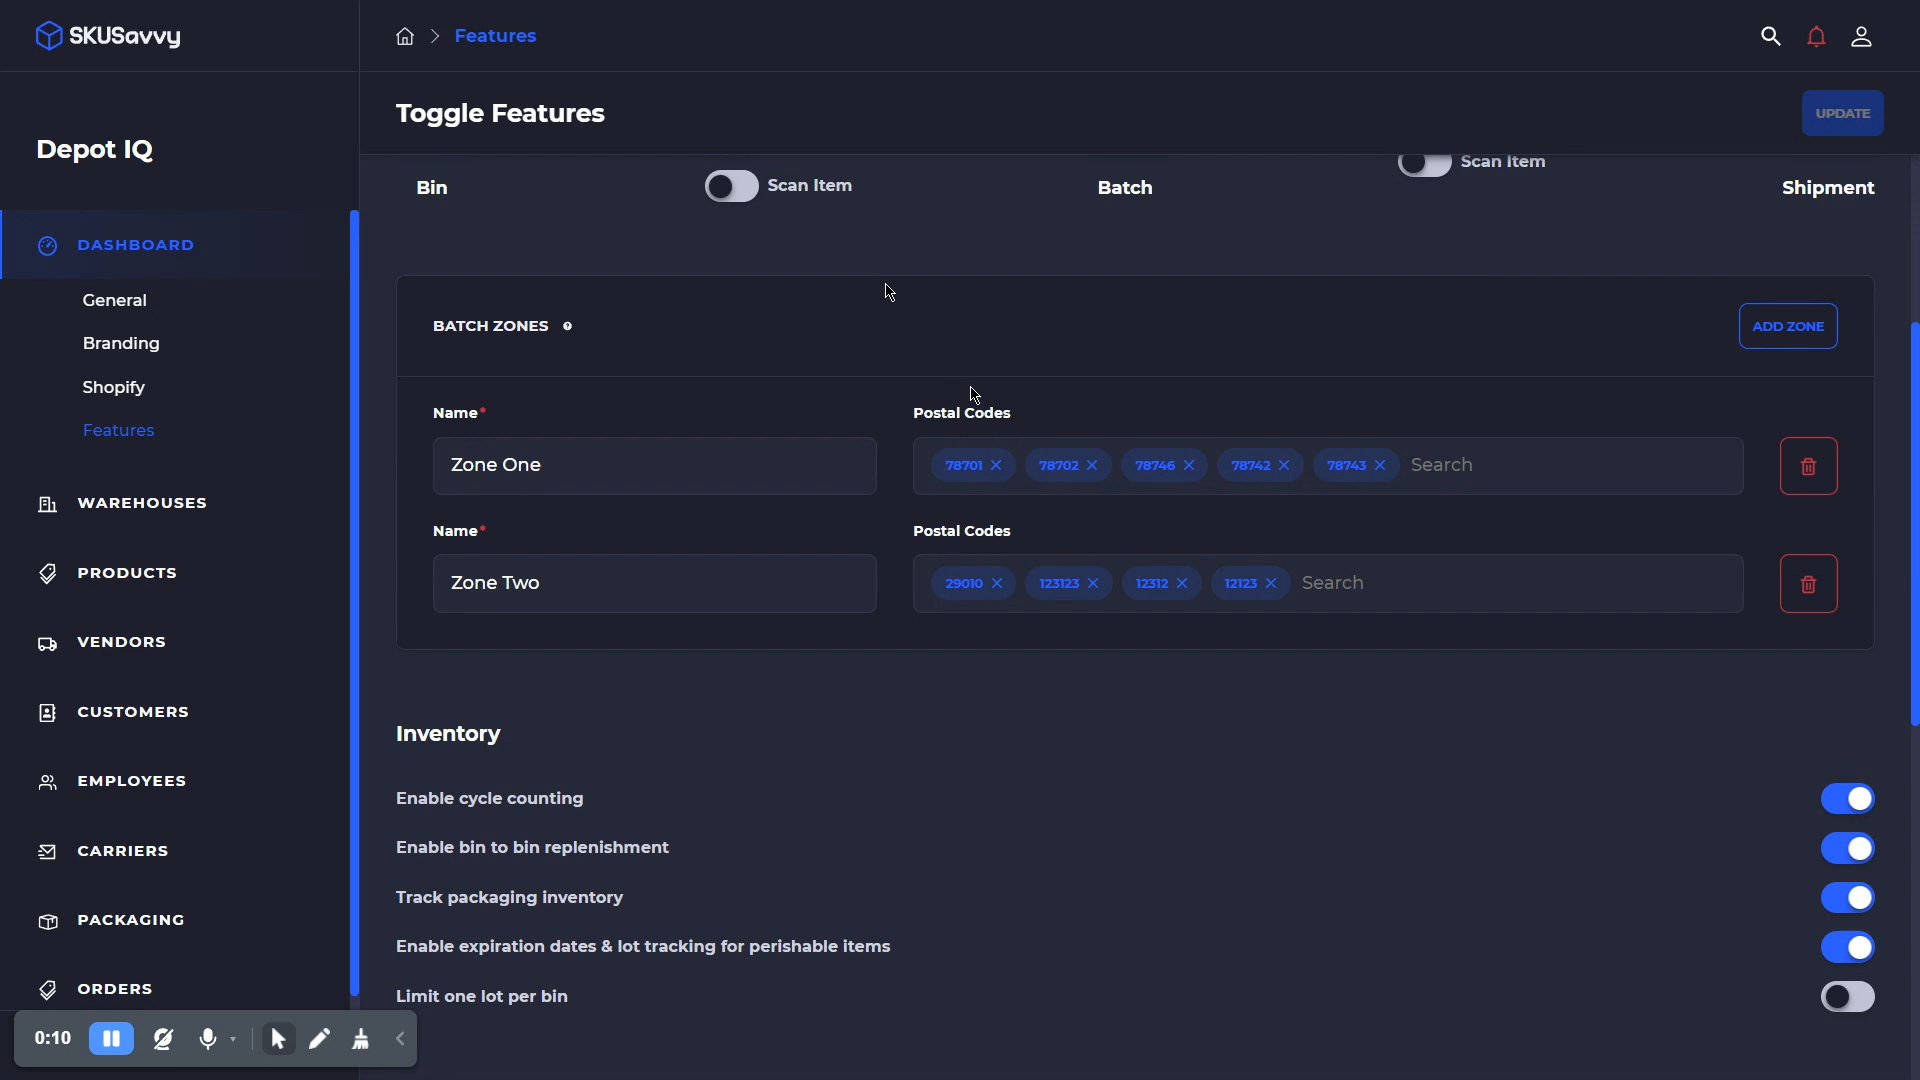 SKUSavvy
Features
Toggle Features
UPDATE
Depot IQ
DASHBOARD
General
Branding
Shopify
Features
WAREHOUSES
PRODUCTS
VENDORS
CUSTOMERS
EMPLOYEES
CARRIERS
PACKAGING
ORDERS
Scan Item
Bin
Scan Item
Batch
Shipment
BATCH ZONES
ADD ZONE
Name*
Postal Codes
Zone One
78701 78702 78746 78742 78743 Search
Name*
Postal Codes
Zone Two
29010 123123 12312 12123 Search
Inventory
Enable cycle counting
Enable bin to bin replenishment
Track packaging inventory
Enable expiration dates & lot tracking for perishable items
Limit one lot per bin
0:10